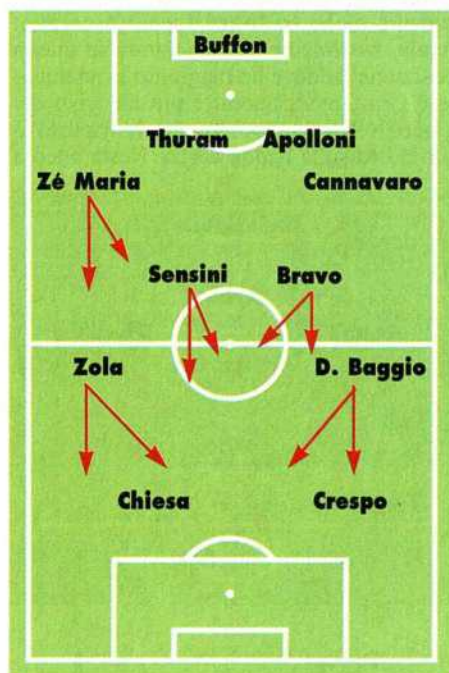 Buffon
Thuram Apolloni
Zé Maria Cannavaro
Sensini Bravo
Zola D. Baggio
Chiesa Crespo